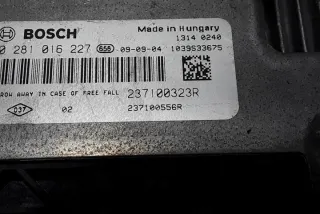 BOSCH Made in Hungary
1314 0240
0 281 016 227 656 09-09-04 1039S33675
ROW AWAY IN CASE OF FREE FALL 237100323R
02 237100556R